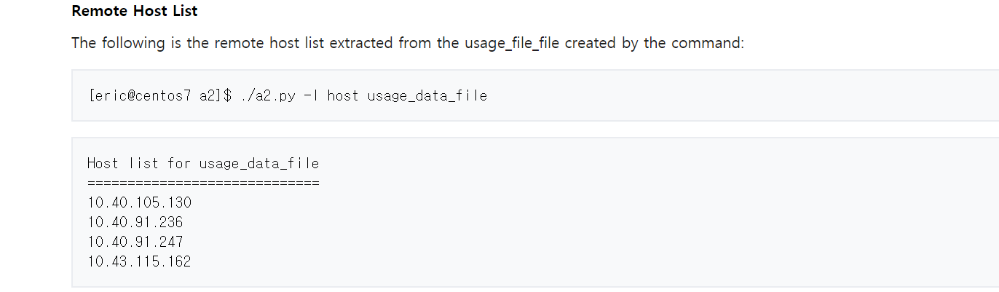 Remote Host List
The following is the remote host list extracted from the usage_file_file created by the command:
[eric@centos7 a2]$ ./a2.py -l host usage_data_file
Host list for usage_data_file
=============================
10.40.105.130
10.40.91.236
10.40.91.247
10.43.115.162